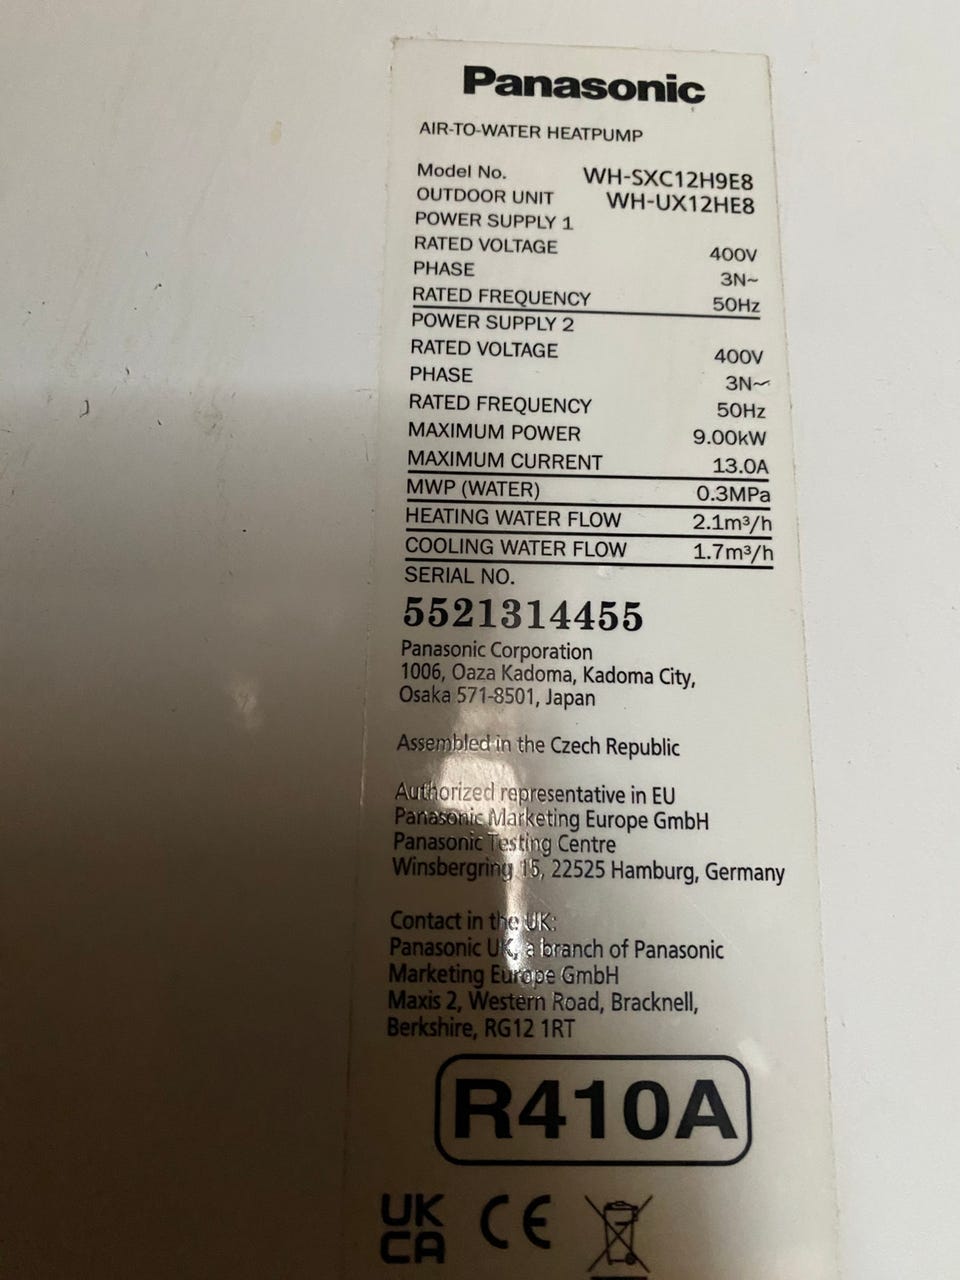 Panasonic
AIR-TO-WATER HEATPUMP
Model No. WH-SXC12H9E8
OUTDOOR UNIT WH-UX12HE8
POWER SUPPLY 1
RATED VOLTAGE 400V
PHASE 3N~
RATED FREQUENCY 50Hz
POWER SUPPLY 2
RATED VOLTAGE 400V
PHASE 3N~
RATED FREQUENCY 50Hz
MAXIMUM POWER 9.00kW
MAXIMUM CURRENT 13.0A
MWP (WATER) 0.3MPa
HEATING WATER FLOW 2.1m³/h
COOLING WATER FLOW 1.7m³/h
SERIAL NO.
5521314455
Panasonic Corporation
1006, Oaza Kadoma, Kadoma City,
Osaka 571-8501, Japan
Assembled in the Czech Republic
Authorized representative in EU
Panasonic Marketing Europe GmbH
Panasonic Testing Centre
Winsbergring 15, 22525 Hamburg, Germany
Contact in the UK:
Panasonic UK, a branch of Panasonic
Marketing Europe GmbH
Maxis 2, Western Road, Bracknell,
Berkshire, RG12 1RT
R410A
UK
CA CE